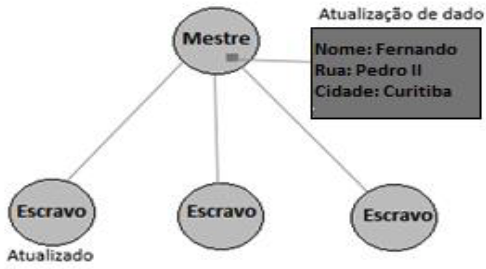 Atualização de dado
Mestre
Nome: Fernando
Rua: Pedro II
Cidade: Curitiba
Escravo
Escravo
Escravo
Atualizado